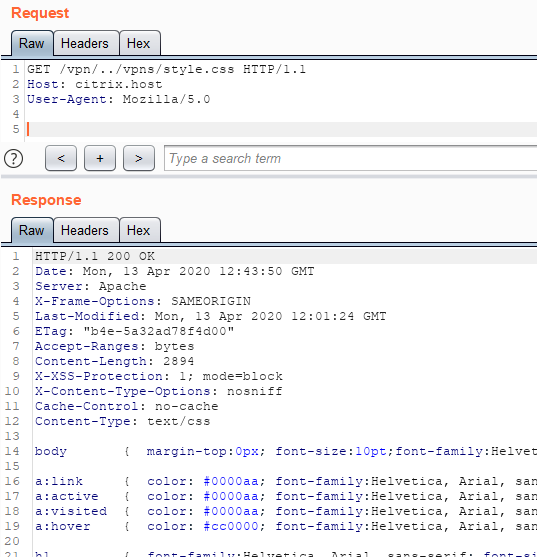 Request
Raw Headers Hex
1 GET /vpn/../vpns/style.css HTTP/1.1
2 Host: citrix.host
3 User-Agent: Mozilla/5.0
4
5
? < + > Type a search term
Response
Raw Headers Hex
1 HTTP/1.1 200 OK
2 Date: Mon, 13 Apr 2020 12:43:50 GMT
3 Server: Apache
4 X-Frame-Options: SAMEORIGIN
5 Last-Modified: Mon, 13 Apr 2020 12:01:24 GMT
6 ETag: "b4e-5a32ad78f4d00"
7 Accept-Ranges: bytes
8 Content-Length: 2894
9 X-XSS-Protection: 1; mode=block
10 X-Content-Type-Options: nosniff
11 Cache-Control: no-cache
12 Content-Type: text/css
13
14 body { margin-top:0px; font-size:10pt;font-family:Helvet
15
16 a:link { color: #0000aa; font-family:Helvetica, Arial, san
17 a:active { color: #0000aa; font-family:Helvetica, Arial, san
18 a:visited { color: #0000aa; font-family:Helvetica, Arial, san
19 a:hover { color: #cc0000; font-family:Helvetica, Arial, san
20